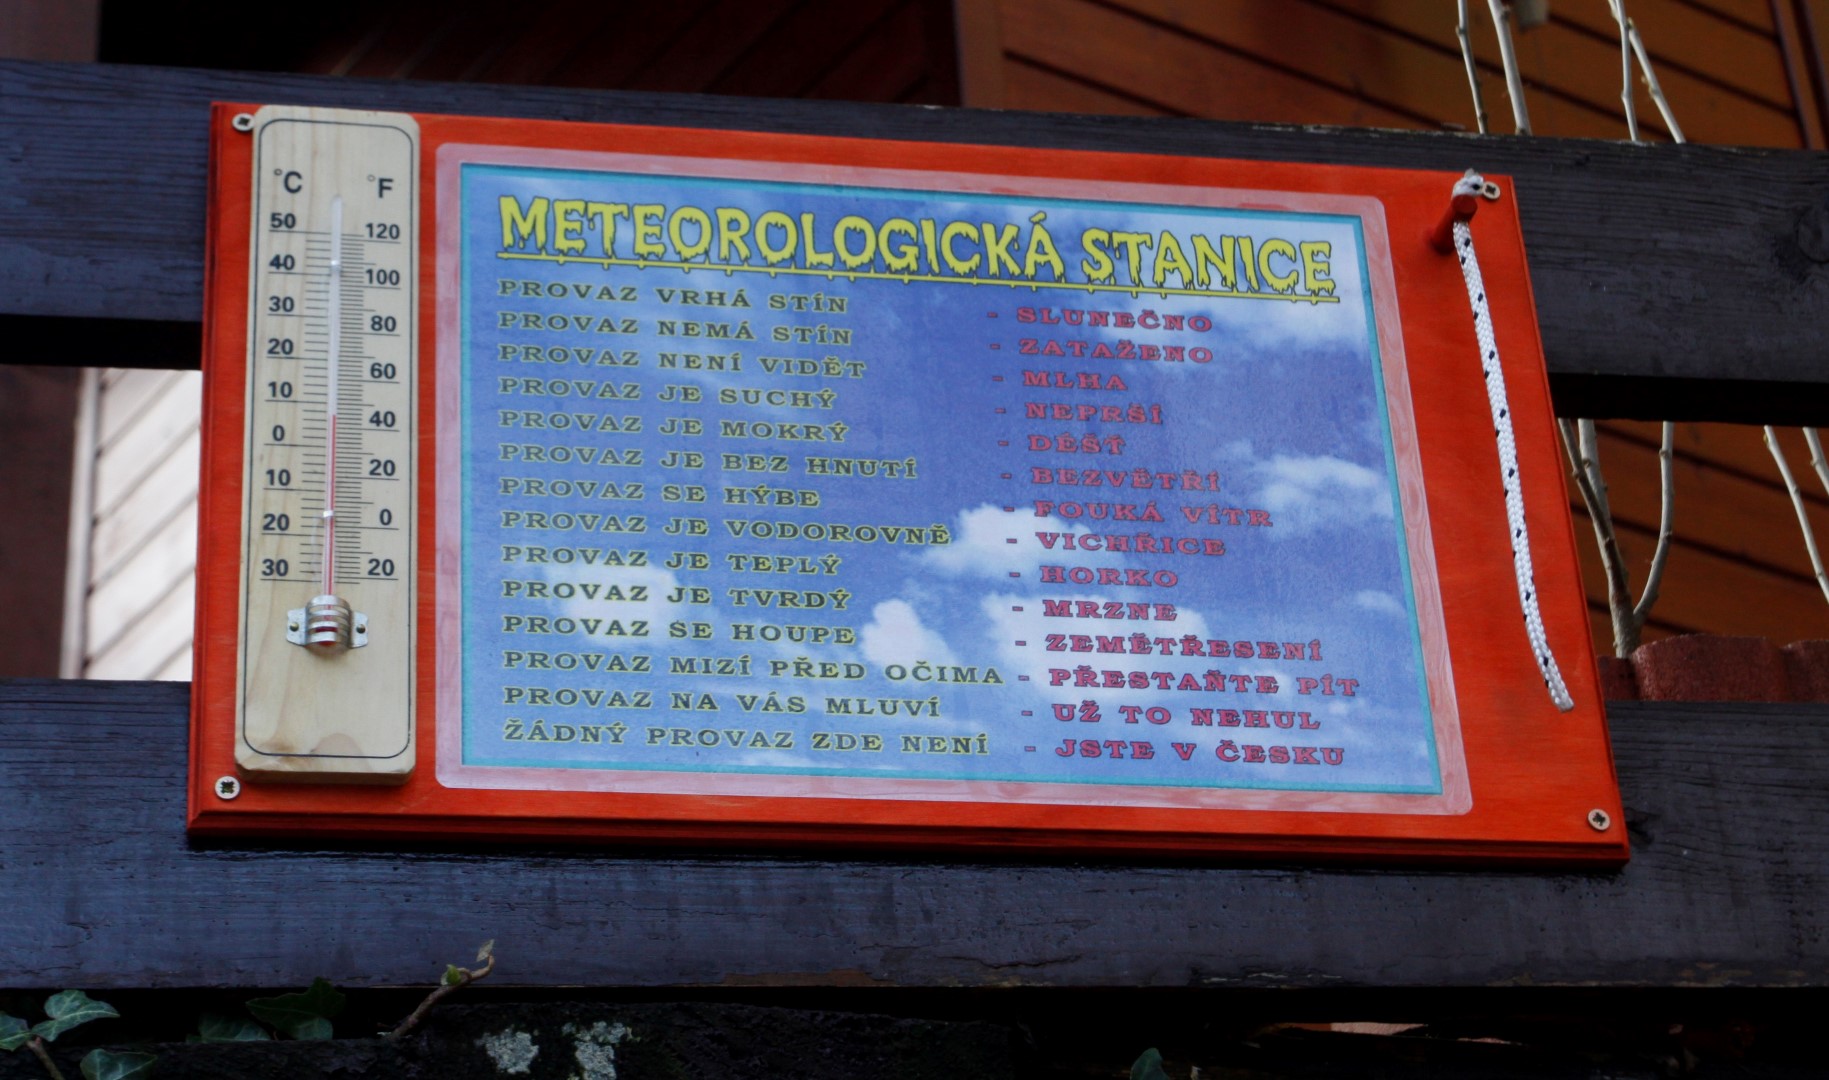 °C °F
50 120
40 100
30 80
20 60
10 40
0 20
10 0
20 20
30
METEOROLOGICKÁ STANICE
PROVAZ VRHÁ STÍN - SLUNEČNO
PROVAZ NEMÁ STÍN - ZATAŽENO
PROVAZ NENÍ VIDĚT - MLHA
PROVAZ JE SUCHÝ - NEPRŠÍ
PROVAZ JE MOKRÝ - DÉŠŤ
PROVAZ JE BEZ HNUTÍ - BEZVĚTŘÍ
PROVAZ SE HÝBE - FOUKÁ VÍTR
PROVAZ JE VODOROVNĚ - VICHŘICE
PROVAZ JE TEPLÝ - HORKO
PROVAZ JE TVRDÝ - MRZNE
PROVAZ SE HOUPE - ZEMĚTŘESENÍ
PROVAZ MIZÍ PŘED OČIMA - PŘESTAŇTE PÍT
PROVAZ NA VÁS MLUVÍ - UŽ TO NEHUL
ŽÁDNÝ PROVAZ ZDE NENÍ - JSTE V ČESKU